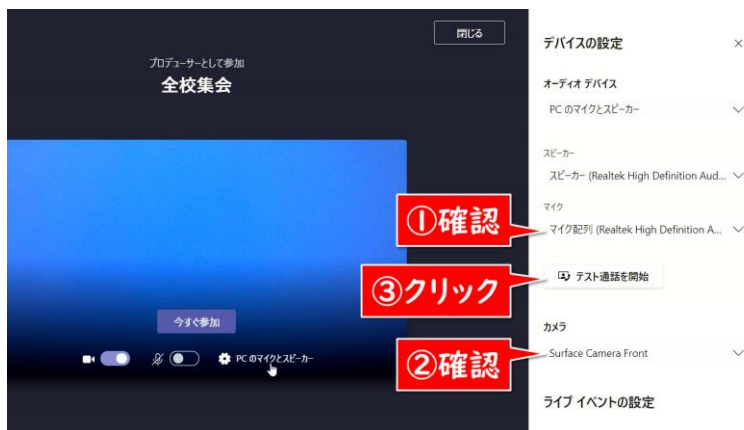 閉じる
プロデューサーとして参加
全校集会
今すぐ参加
PC のマイクとスピーカー
①確認
③クリック
②確認
デバイスの設定
オーディオ デバイス
PC のマイクとスピーカー
スピーカー
スピーカー (Realtek High Definition Aud...
マイク
マイク配列 (Realtek High Definition A...
テスト通話を開始
カメラ
Surface Camera Front
ライブ イベントの設定